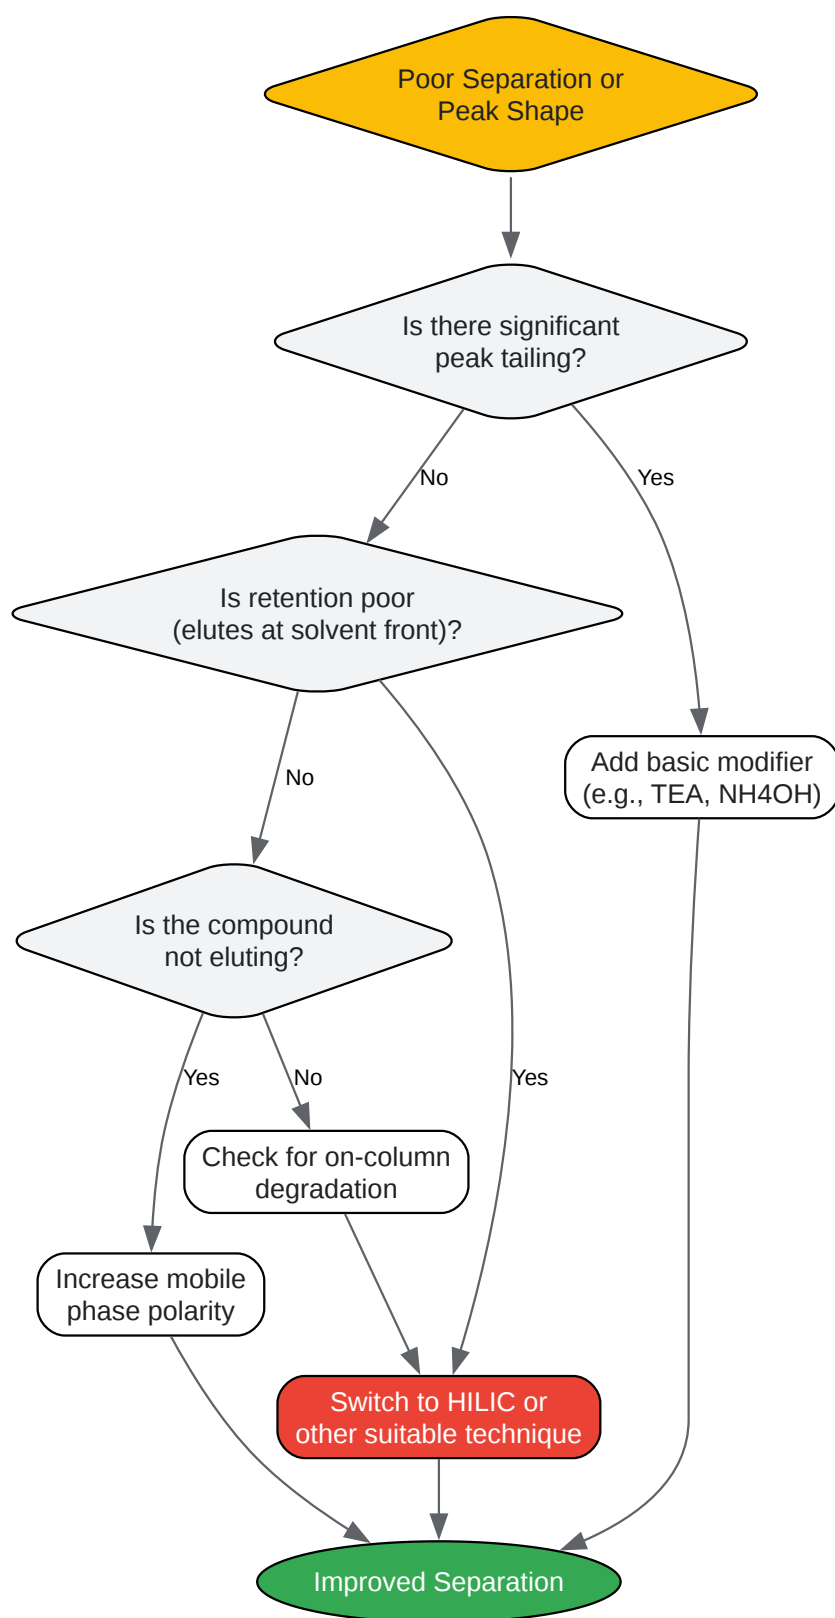 Poor Separation or
Peak Shape
Is there significant
peak tailing?
No
Yes
Is retention poor
(elutes at solvent front)?
Add basic modifier
(e.g., TEA, NH4OH)
No
Is the compound
not eluting?
Yes
No
Yes
Check for on-column
degradation
Increase mobile
phase polarity
Switch to HILIC or
other suitable technique
Improved Separation